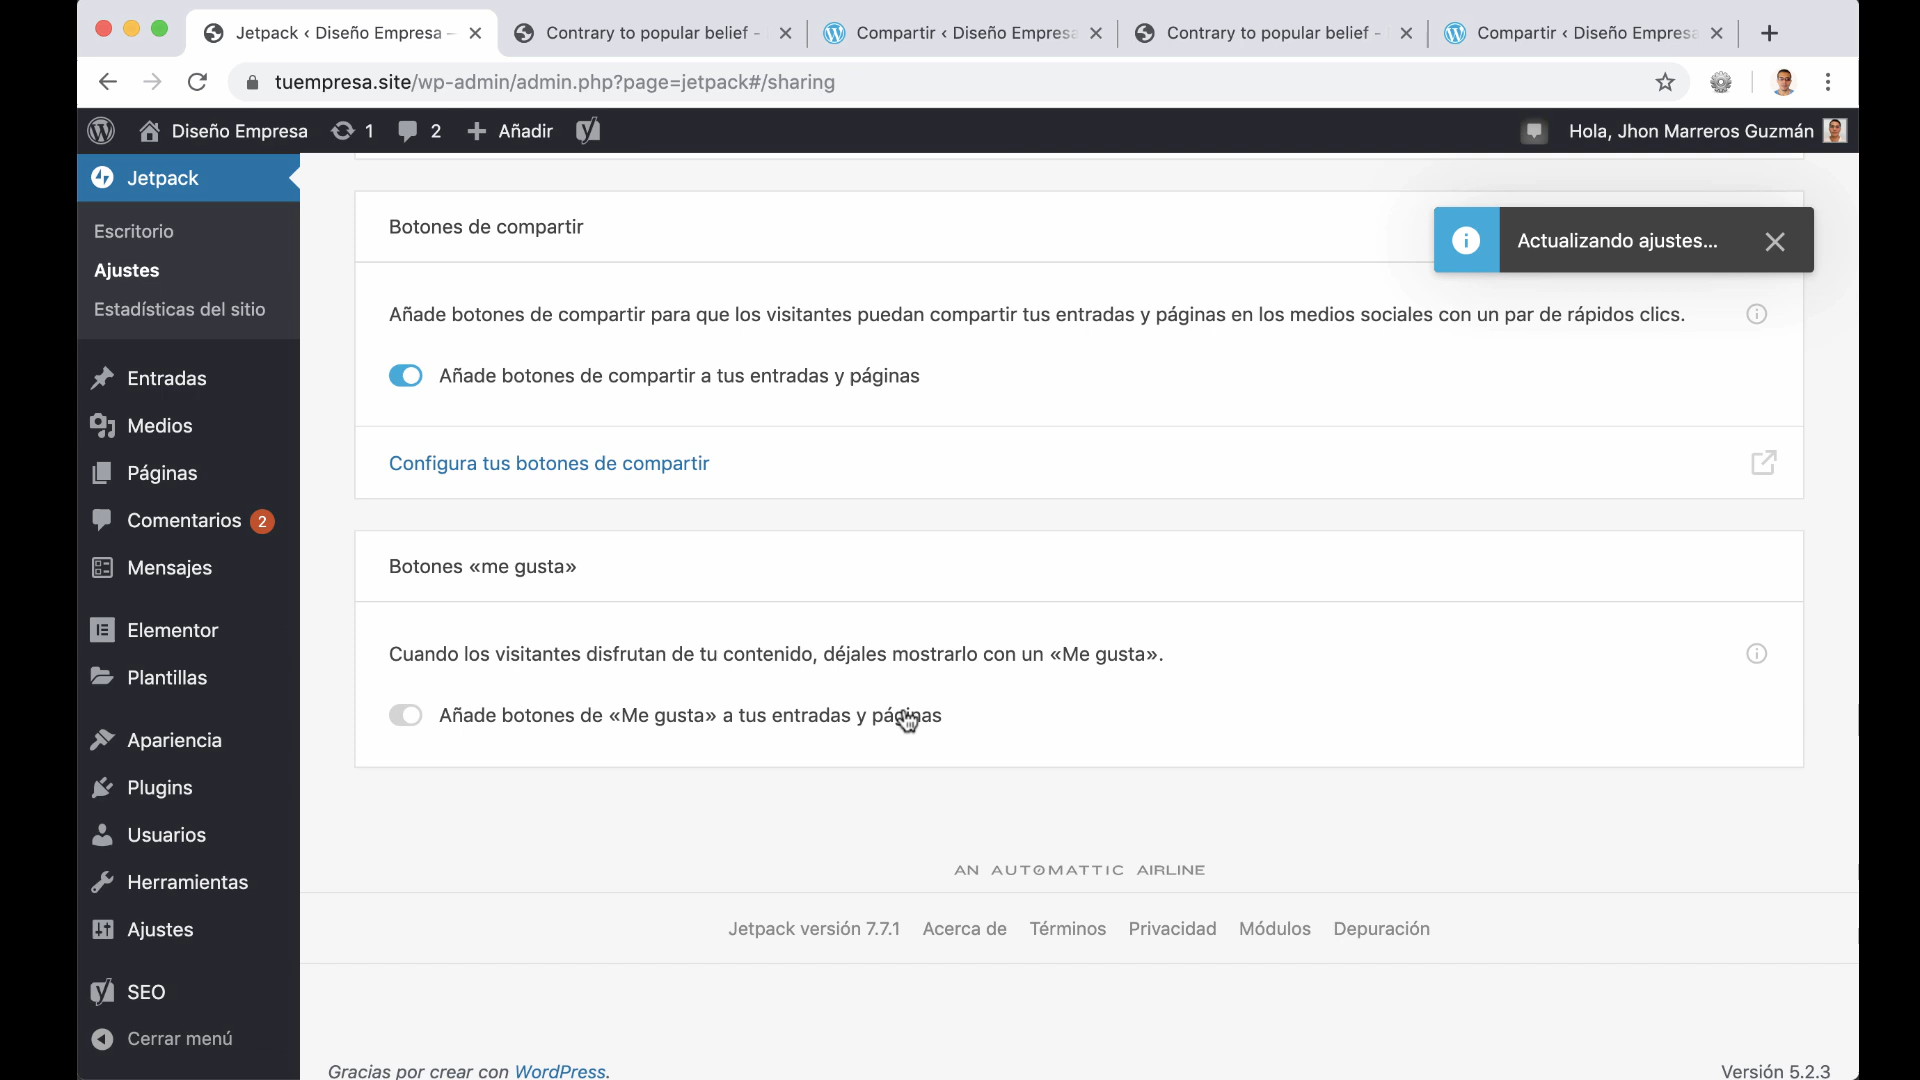 Jetpack ‹ Diseño Empresa –
Contrary to popular belief -
Compartir ‹ Diseño Empresa
Contrary to popular belief -
Compartir ‹ Diseño Empresa
tuempresa.site/wp-admin/admin.php?page=jetpack#/sharing
Diseño Empresa
1
2
Añadir
Hola, Jhon Marreros Guzmán
Jetpack
Escritorio
Ajustes
Estadísticas del sitio
Entradas
Medios
Páginas
Comentarios 2
Mensajes
Elementor
Plantillas
Apariencia
Plugins
Usuarios
Herramientas
Ajustes
SEO
Cerrar menú
Botones de compartir
Actualizando ajustes...
Añade botones de compartir para que los visitantes puedan compartir tus entradas y páginas en los medios sociales con un par de rápidos clics.
Añade botones de compartir a tus entradas y páginas
Configura tus botones de compartir
Botones «me gusta»
Cuando los visitantes disfrutan de tu contenido, déjales mostrarlo con un «Me gusta».
Añade botones de «Me gusta» a tus entradas y páginas
AN AUTOMATTIC AIRLINE
Jetpack versión 7.7.1 Acerca de Términos Privacidad Módulos Depuración
Gracias por crear con WordPress.
Versión 5.2.3